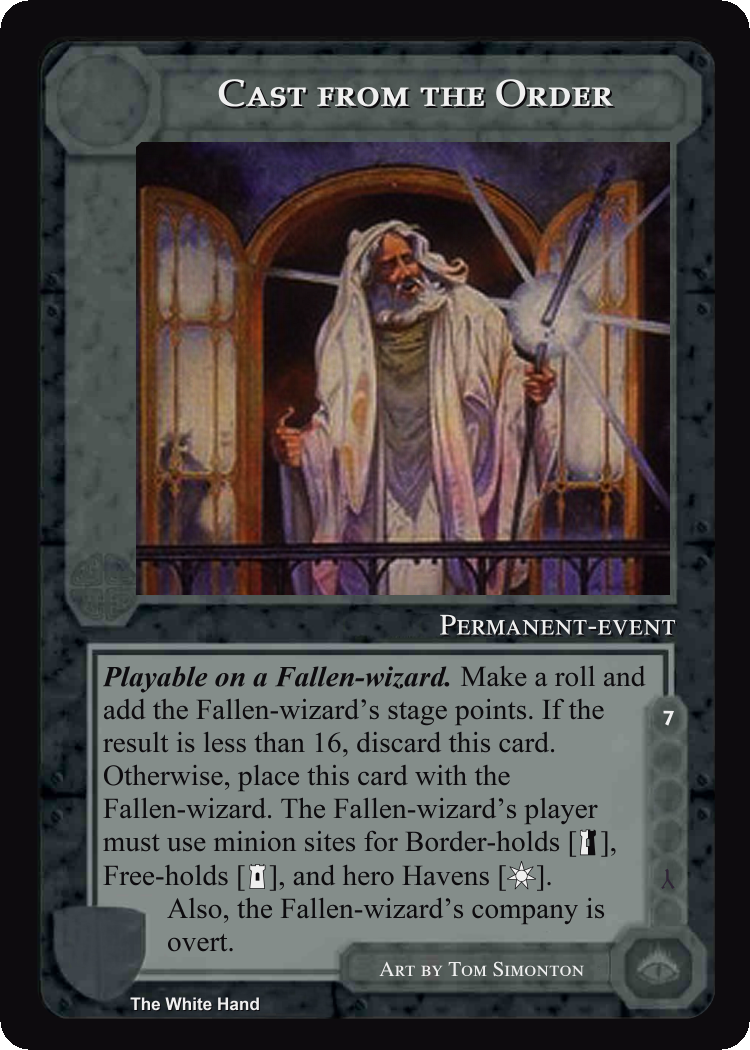 Cast from the Order
Permanent-event
Playable on a Fallen-wizard. Make a roll and
add the Fallen-wizard's stage points. If the
result is less than 16, discard this card.
Otherwise, place this card with the
Fallen-wizard. The Fallen-wizard's player
must use minion sites for Border-holds [ ],
Free-holds [ ], and hero Havens [ ].
Also, the Fallen-wizard's company is
overt.
7
Art by Tom Simonton
The White Hand